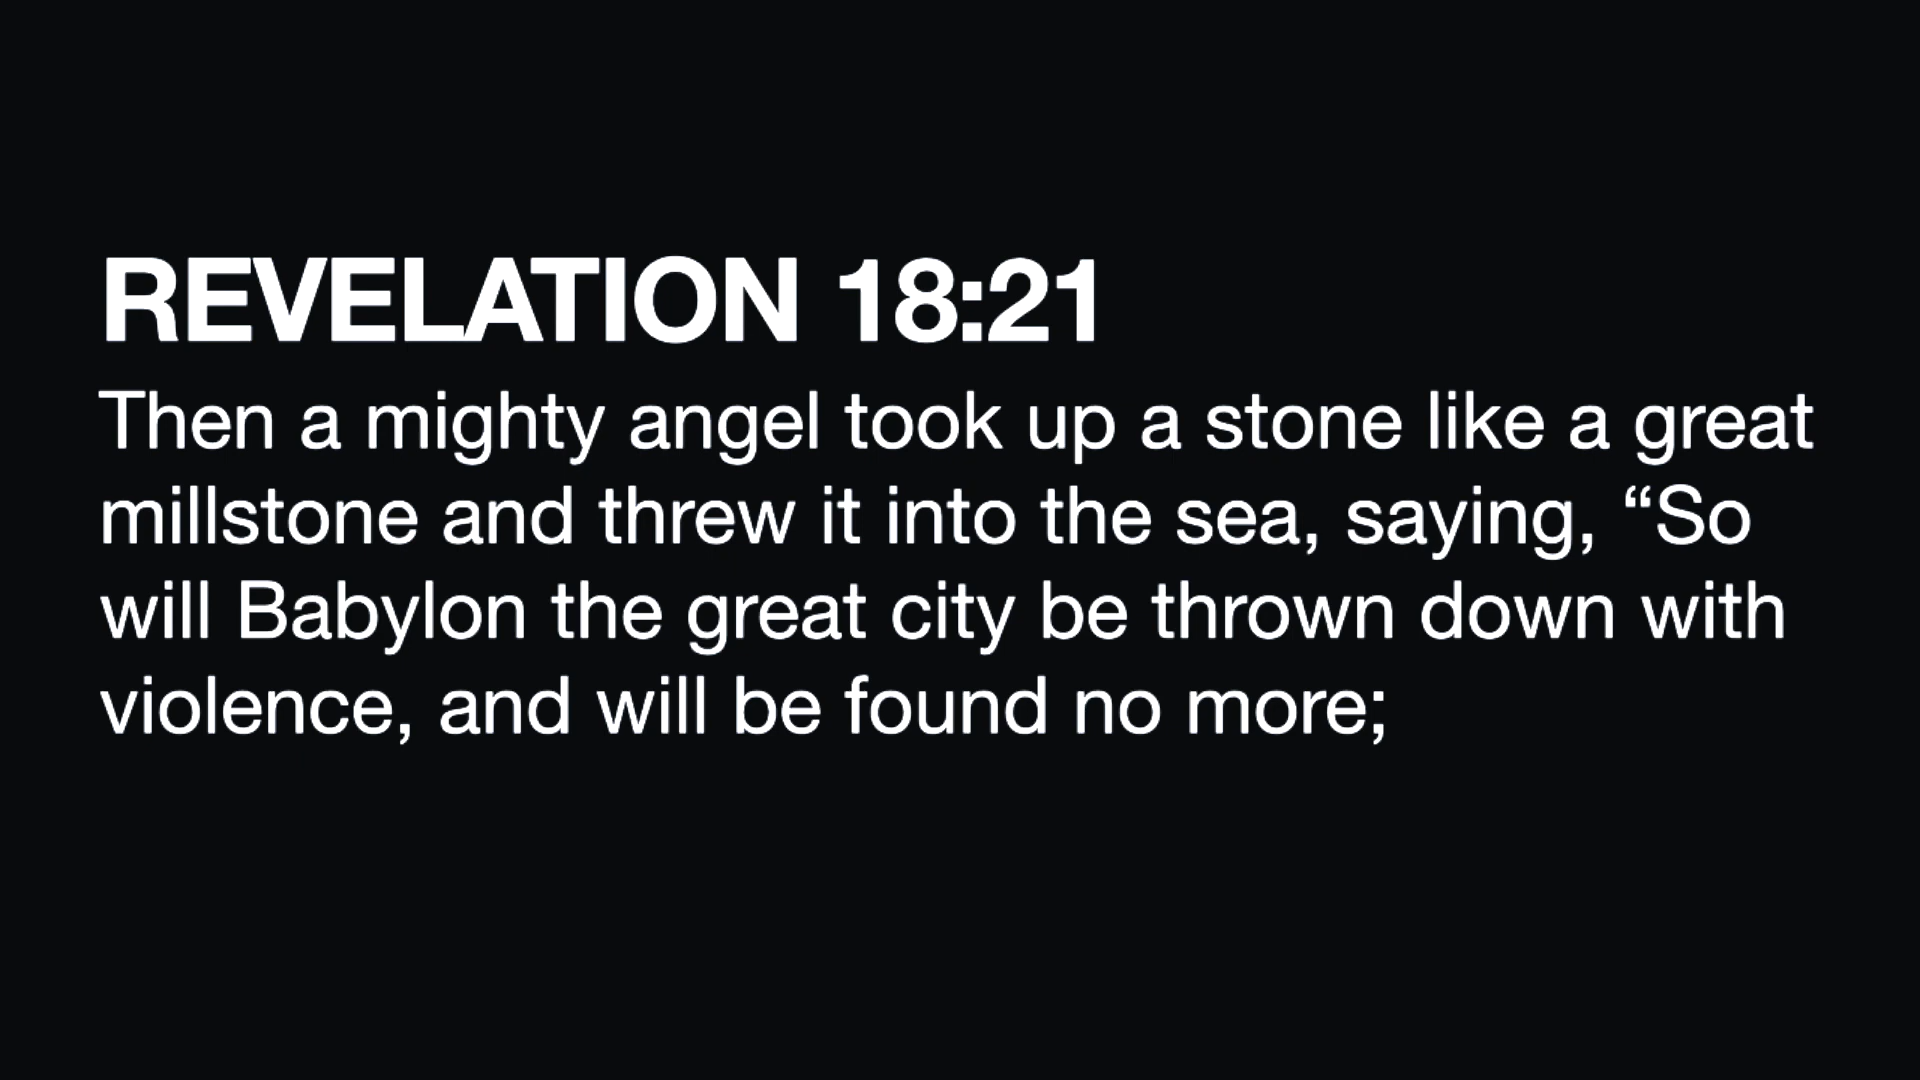 REVELATION 18:21
Then a mighty angel took up a stone like a great
millstone and threw it into the sea, saying, “So
will Babylon the great city be thrown down with
violence, and will be found no more;